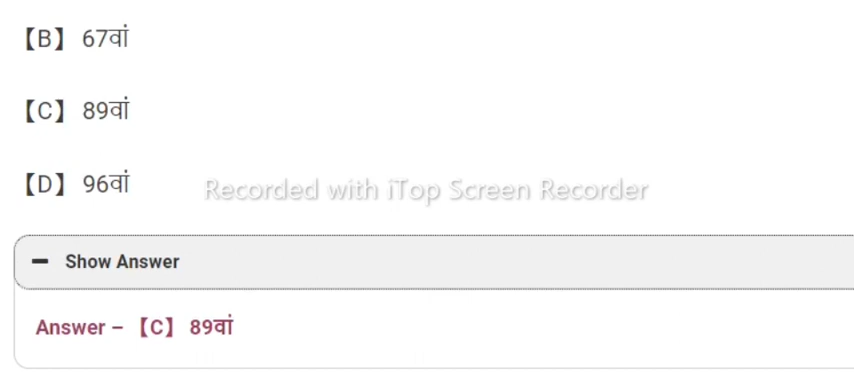 【B】 67वां
【C】 89वां
【D】 96वां
Recorded with iTop Screen Recorder
Show Answer
Answer – 【C】 89वां